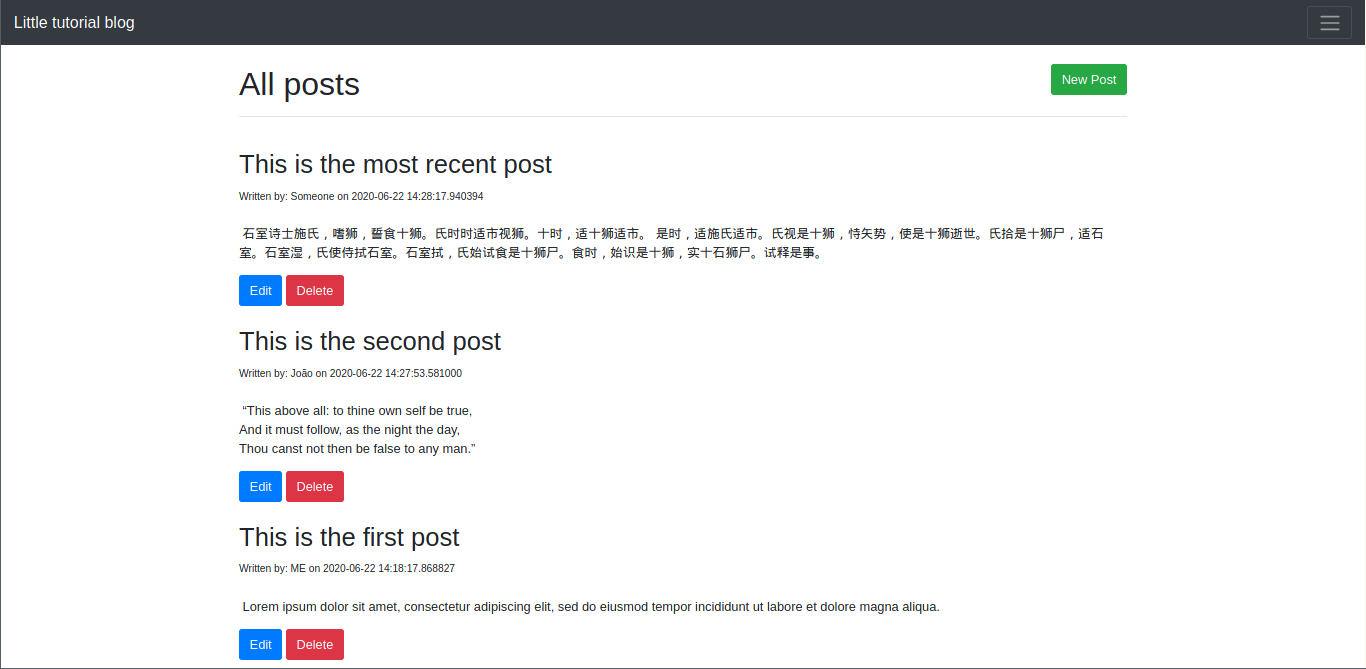 Little tutorial blog
All posts
New Post
This is the most recent post
Written by: Someone on 2020-06-22 14:28:17.940394
石室诗士施氏，嗜狮，誓食十狮。氏时时适市视狮。十时，适十狮适市。 是时，适施氏适市。氏视是十狮，恃矢势，使是十狮逝世。氏拾是十狮尸，适石
室。石室湿，氏使侍拭石室。石室拭，氏始试食是十狮尸。食时，始识是十狮，实十石狮尸。试释是事。
Edit Delete
This is the second post
Written by: João on 2020-06-22 14:27:53.581000
“This above all: to thine own self be true,
And it must follow, as the night the day,
Thou canst not then be false to any man.”
Edit Delete
This is the first post
Written by: ME on 2020-06-22 14:18:17.868827
Lorem ipsum dolor sit amet, consectetur adipiscing elit, sed do eiusmod tempor incididunt ut labore et dolore magna aliqua.
Edit Delete